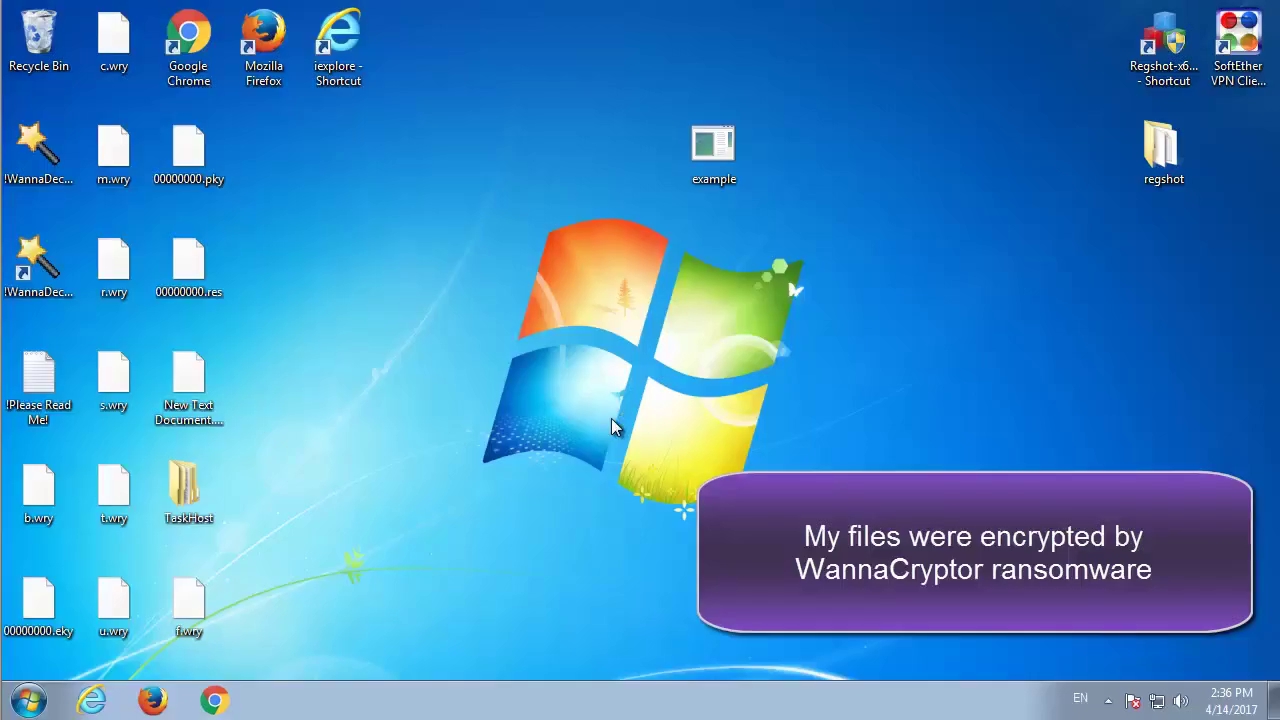 Recycle Bin
c.wry
Google
Chrome
Mozilla
Firefox
iexplore -
Shortcut
Regshot-x6...
- Shortcut
SoftEther
VPN Clie...
!WannaDec...
m.wry
00000000.pky
example
regshot
!WannaDec...
r.wry
00000000.res
!Please Read
Me!
s.wry
New Text
Document....
b.wry
t.wry
TaskHost
My files were encrypted by
WannaCryptor ransomware
00000000.eky
u.wry
f.wry
EN
2:36 PM
4/14/2017